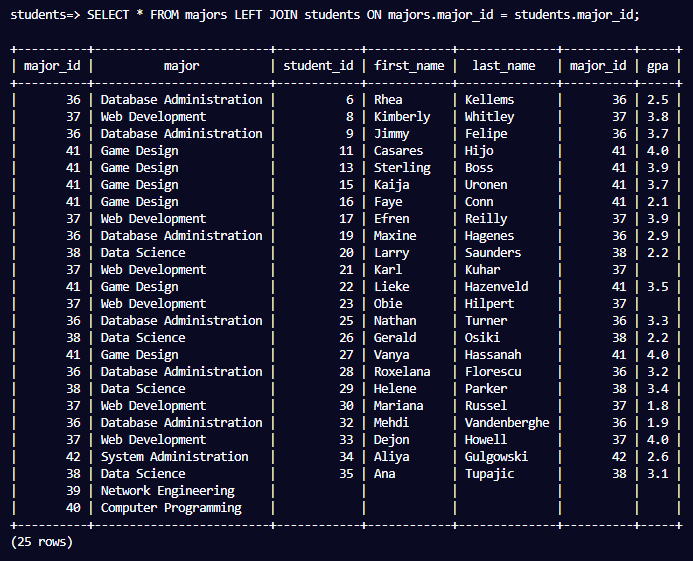 students=> SELECT * FROM majors LEFT JOIN students ON majors.major_id = students.major_id;
+----------+-------------------------+------------+------------+--------------+----------+-----+
| major_id |          major          | student_id | first_name |  last_name   | major_id | gpa |
+----------+-------------------------+------------+------------+--------------+----------+-----+
|       36 | Database Administration |          6 | Rhea       | Kellems      |       36 | 2.5 |
|       37 | Web Development         |          8 | Kimberly   | Whitley      |       37 | 3.8 |
|       36 | Database Administration |          9 | Jimmy      | Felipe       |       36 | 3.7 |
|       41 | Game Design             |         11 | Casares    | Hijo         |       41 | 4.0 |
|       41 | Game Design             |         13 | Sterling   | Boss         |       41 | 3.9 |
|       41 | Game Design             |         15 | Kaija      | Uronen       |       41 | 3.7 |
|       41 | Game Design             |         16 | Faye       | Conn         |       41 | 2.1 |
|       37 | Web Development         |         17 | Efren      | Reilly       |       37 | 3.9 |
|       36 | Database Administration |         19 | Maxine     | Hagenes      |       36 | 2.9 |
|       38 | Data Science            |         20 | Larry      | Saunders     |       38 | 2.2 |
|       37 | Web Development         |         21 | Karl       | Kuhar        |       37 |     |
|       41 | Game Design             |         22 | Lieke      | Hazenveld    |       41 | 3.5 |
|       37 | Web Development         |         23 | Obie       | Hilpert      |       37 |     |
|       36 | Database Administration |         25 | Nathan     | Turner       |       36 | 3.3 |
|       38 | Data Science            |         26 | Gerald     | Osiki        |       38 | 2.2 |
|       41 | Game Design             |         27 | Vanya      | Hassanah     |       41 | 4.0 |
|       36 | Database Administration |         28 | Roxelana   | Florescu     |       36 | 3.2 |
|       38 | Data Science            |         29 | Helene     | Parker       |       38 | 3.4 |
|       37 | Web Development         |         30 | Mariana    | Russel       |       37 | 1.8 |
|       36 | Database Administration |         32 | Mehdi      | Vandenberghe |       36 | 1.9 |
|       37 | Web Development         |         33 | Dejon      | Howell       |       37 | 4.0 |
|       42 | System Administration   |         34 | Aliya      | Gulgowski    |       42 | 2.6 |
|       38 | Data Science            |         35 | Ana        | Tupajic      |       38 | 3.1 |
|       39 | Network Engineering     |            |            |              |          |     |
|       40 | Computer Programming    |            |            |              |          |     |
+----------+-------------------------+------------+------------+--------------+----------+-----+
(25 rows)